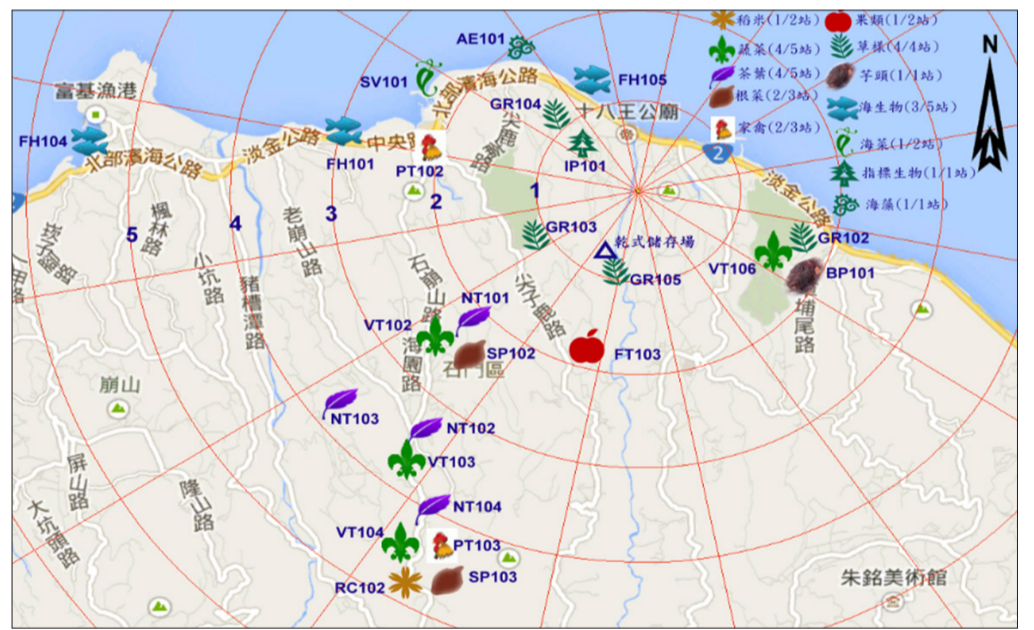 稻米(1/2站)
果類(1/2站)
蔬菜(4/5站)
草樣(4/4站)
茶葉(4/5站)
芋頭(1/1站)
根菜(2/3站)
海生物(3/5站)
家禽(2/3站)
海菜(1/2站)
指標生物(1/1站)
海藻(1/1站)
N
AE101
SV101
北部濱海公路
FH105
富基漁港
GR104
十八王公廟
FH104
北部濱海公路
淡金公路
FH101
中央路
PT102
IP101
2
淡金公路
1
2
3
4
5
楓林路
老崩山路
小坑路
豬槽潭路
石崩山路
尖子鹿路
GR103
乾式儲存場
GR105
GR102
VT106
BP101
埔尾路
NT101
VT102
SP102
海園路
石門區
FT103
崩山
NT103
NT102
VT103
屏山路
隆山路
大坑頭路
NT104
VT104
PT103
RC102
SP103
朱銘美術館